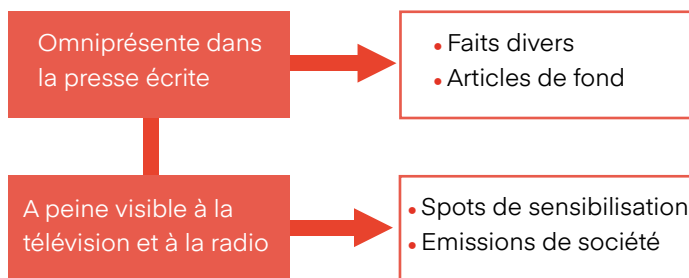 Omniprésente dans
la presse écrite
• Faits divers
• Articles de fond
A peine visible à la
télévision et à la radio
• Spots de sensibilisation
• Emissions de société